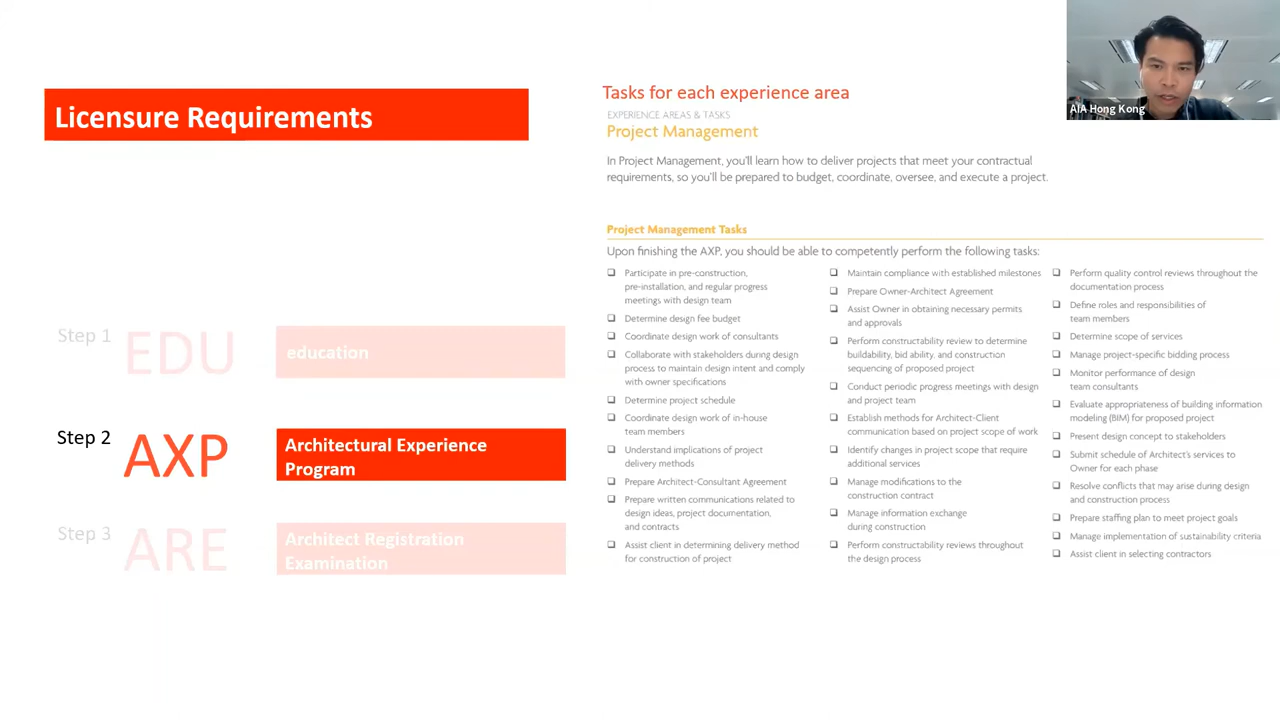 Licensure Requirements
Step 1
EDU
education
Step 2
AXP
Architectural Experience
Program
Step 3
ARE
Architect Registration
Examination
Tasks for each experience area
EXPERIENCE AREAS & TASKS
Project Management
In Project Management, you'll learn how to deliver projects that meet your contractual
requirements, so you'll be prepared to budget, coordinate, oversee, and execute a project.
Project Management Tasks
Upon finishing the AXP, you should be able to competently perform the following tasks:
Participate in pre-construction,
pre-installation, and regular progress
meetings with design team
Determine design fee budget
Coordinate design work of consultants
Collaborate with stakeholders during design
process to maintain design intent and comply
with owner specifications
Determine project schedule
Coordinate design work of in-house
team members
Understand implications of project
delivery methods
Prepare Architect-Consultant Agreement
Prepare written communications related to
design ideas, project documentation,
and contracts
Assist client in determining delivery method
for construction of project
Maintain compliance with established milestones
Prepare Owner-Architect Agreement
Assist Owner in obtaining necessary permits
and approvals
Perform constructability review to determine
buildability, bid ability, and construction
sequencing of proposed project
Conduct periodic progress meetings with design
and project team
Establish methods for Architect-Client
communication based on project scope of work
Identify changes in project scope that require
additional services
Manage modifications to the
construction contract
Manage information exchange
during construction
Perform constructability reviews throughout
the design process
Perform quality control reviews throughout the
documentation process
Define roles and responsibilities of
team members
Determine scope of services
Manage project-specific bidding process
Monitor performance of design
team consultants
Evaluate appropriateness of building information
modeling (BIM) for proposed project
Present design concept to stakeholders
Submit schedule of Architect's services to
Owner for each phase
Resolve conflicts that may arise during design
and construction process
Prepare staffing plan to meet project goals
Manage implementation of sustainability criteria
Assist client in selecting contractors
AIA Hong Kong